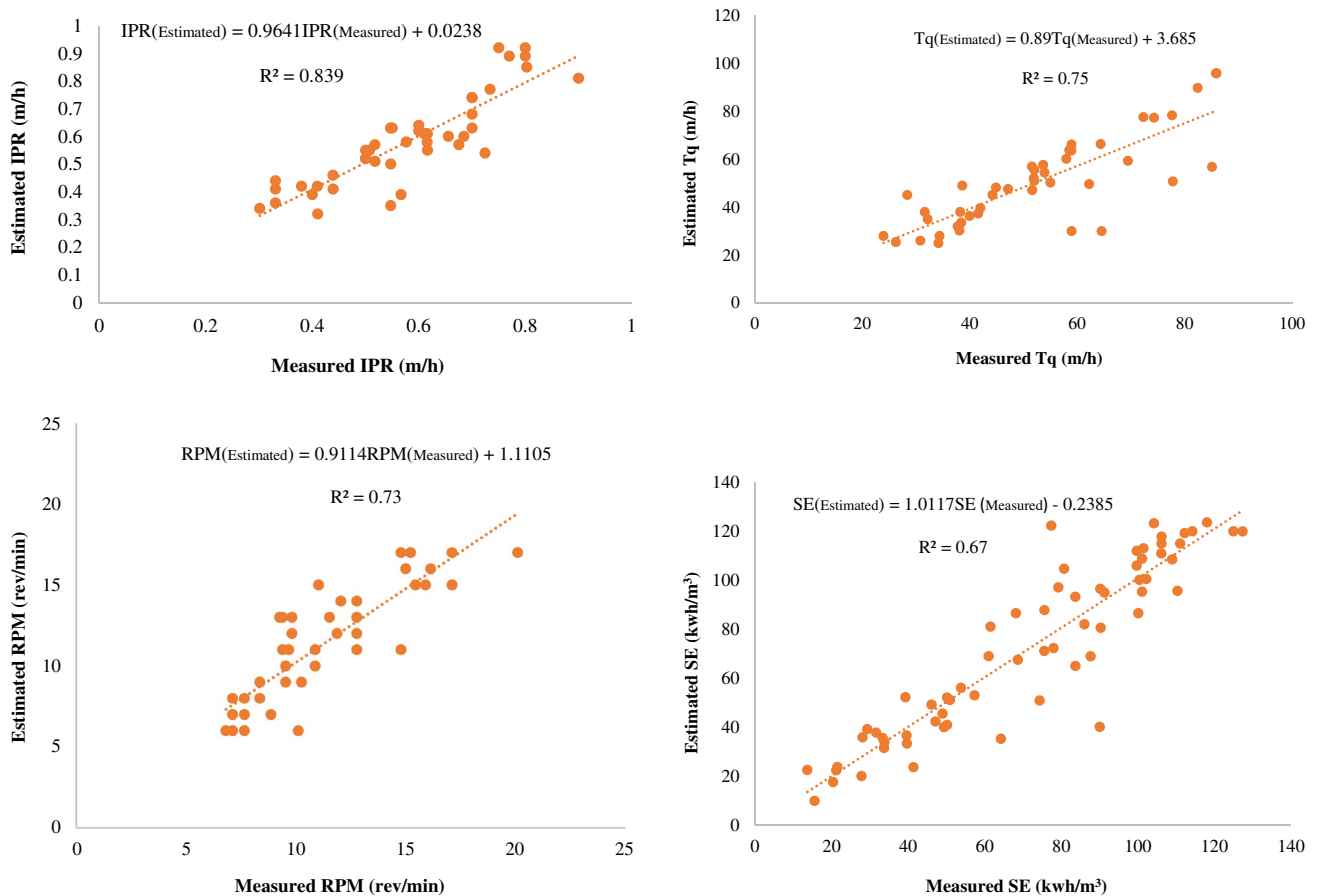 IPR(Estimated) = 0.9641IPR(Measured) + 0.0238
R² = 0.839
1
0.9
0.8
0.7
0.6
0.5
0.4
0.3
0.2
0.1
0
0 0.2 0.4 0.6 0.8 1
Estimated IPR (m/h)
Measured IPR (m/h)
Tq(Estimated) = 0.89Tq(Measured) + 3.685
R² = 0.75
120
100
80
60
40
20
0
0 20 40 60 80 100
Estimated Tq (m/h)
Measured Tq (m/h)
RPM(Estimated) = 0.9114RPM(Measured) + 1.1105
R² = 0.73
25
20
15
10
5
0
0 5 10 15 20 25
Estimated RPM (rev/min)
Measured RPM (rev/min)
SE(Estimated) = 1.0117SE (Measured) - 0.2385
R² = 0.67
140
120
100
80
60
40
20
0
0 20 40 60 80 100 120 140
Estimated SE (kwh/m³)
Measured SE (kwh/m³)